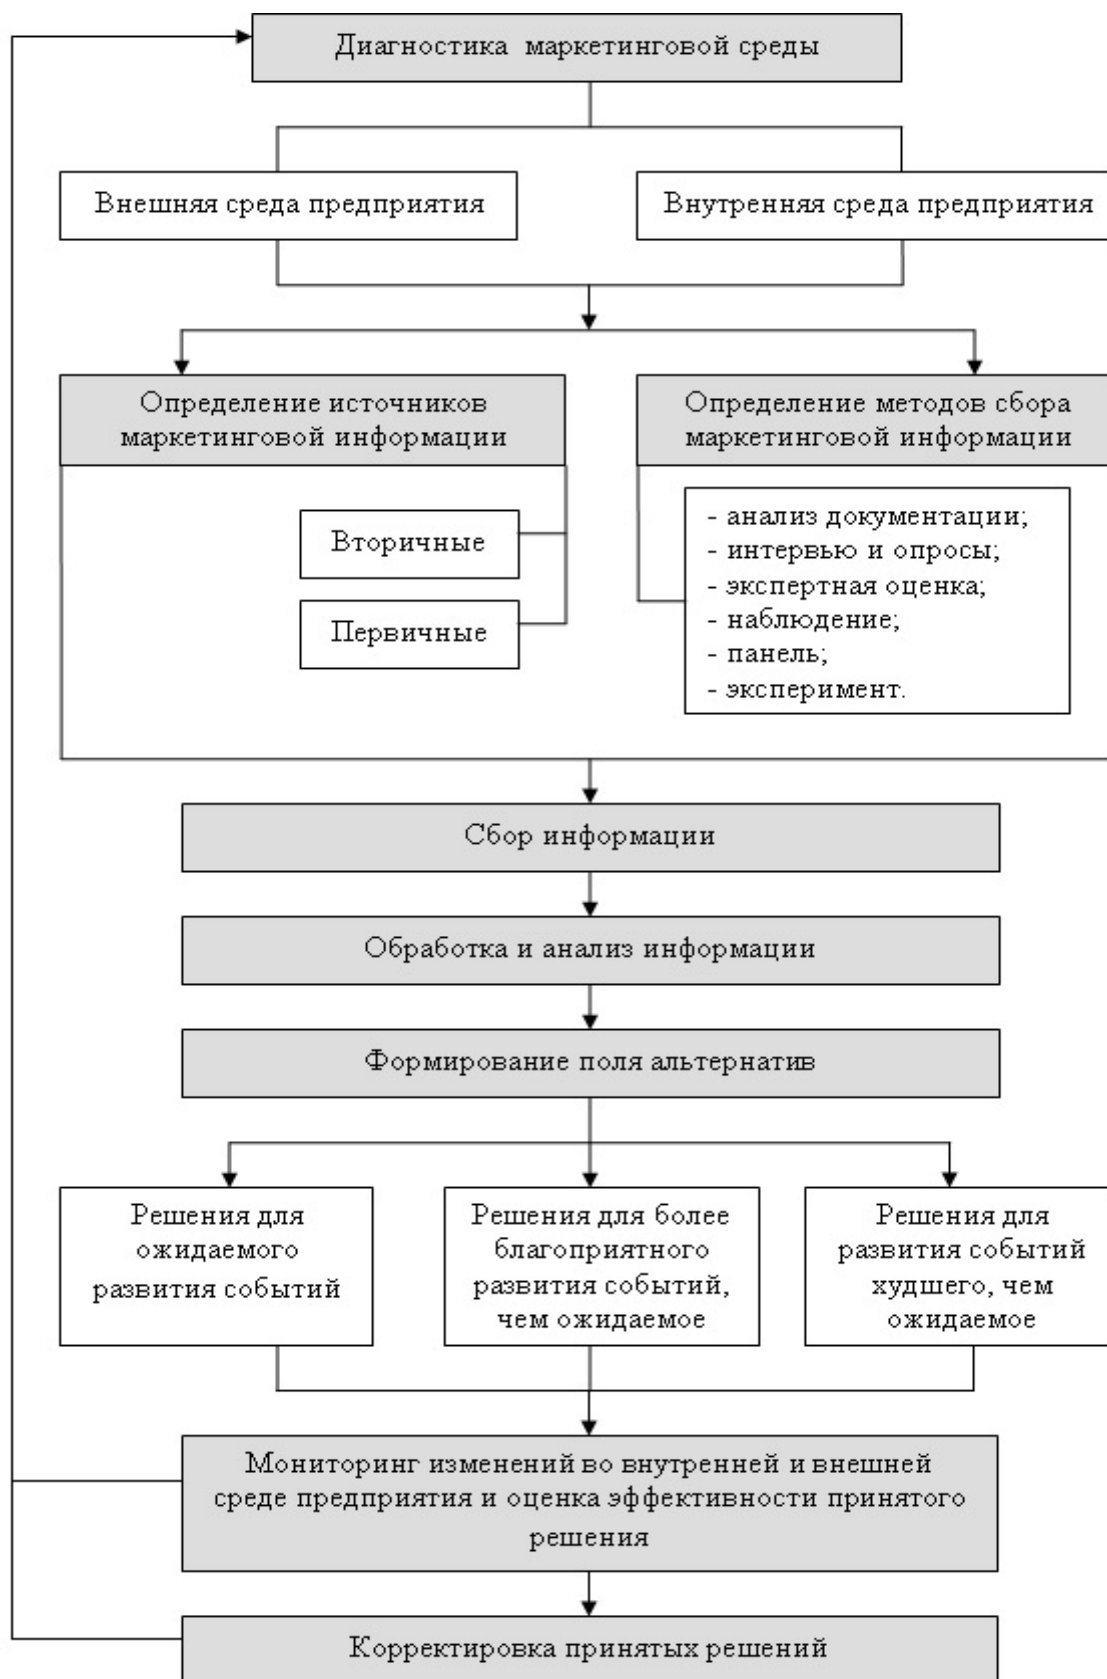 Диагностика маркетинговой среды
Внешняя среда предприятия
Внутренняя среда предприятия
Определение источников
маркетинговой информации
Определение методов сбора
маркетинговой информации
Вторичные
Первичные
- анализ документации;
- интервью и опросы;
- экспертная оценка;
- наблюдение;
- панель;
- эксперимент.
Сбор информации
Обработка и анализ информации
Формирование поля альтернатив
Решения для
ожидаемого
развития событий
Решения для более
благоприятного
развития событий,
чем ожидаемое
Решения для
развития событий
худшего, чем
ожидаемое
Мониторинг изменений во внутренней и внешней
среде предприятия и оценка эффективности принятого
решения
Корректировка принятых решений